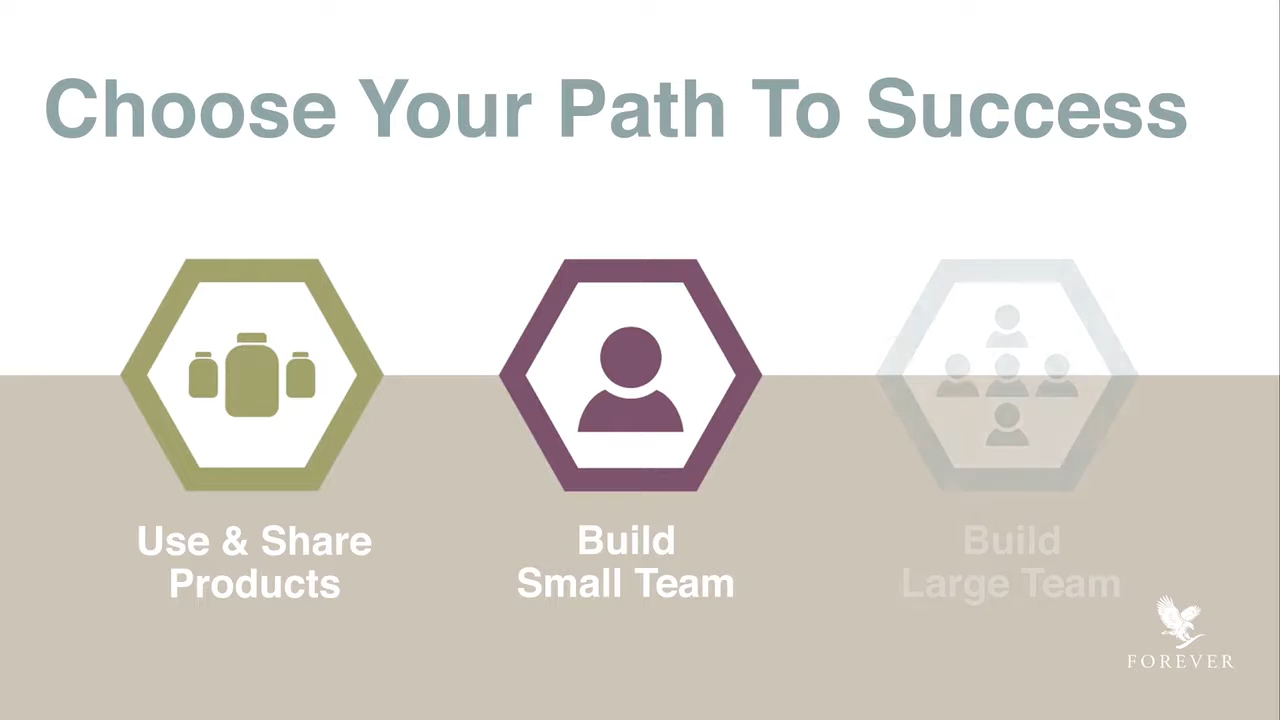 Choose Your Path To Success
Use & Share
Products
Build
Small Team
Build
Large Team
FOREVER